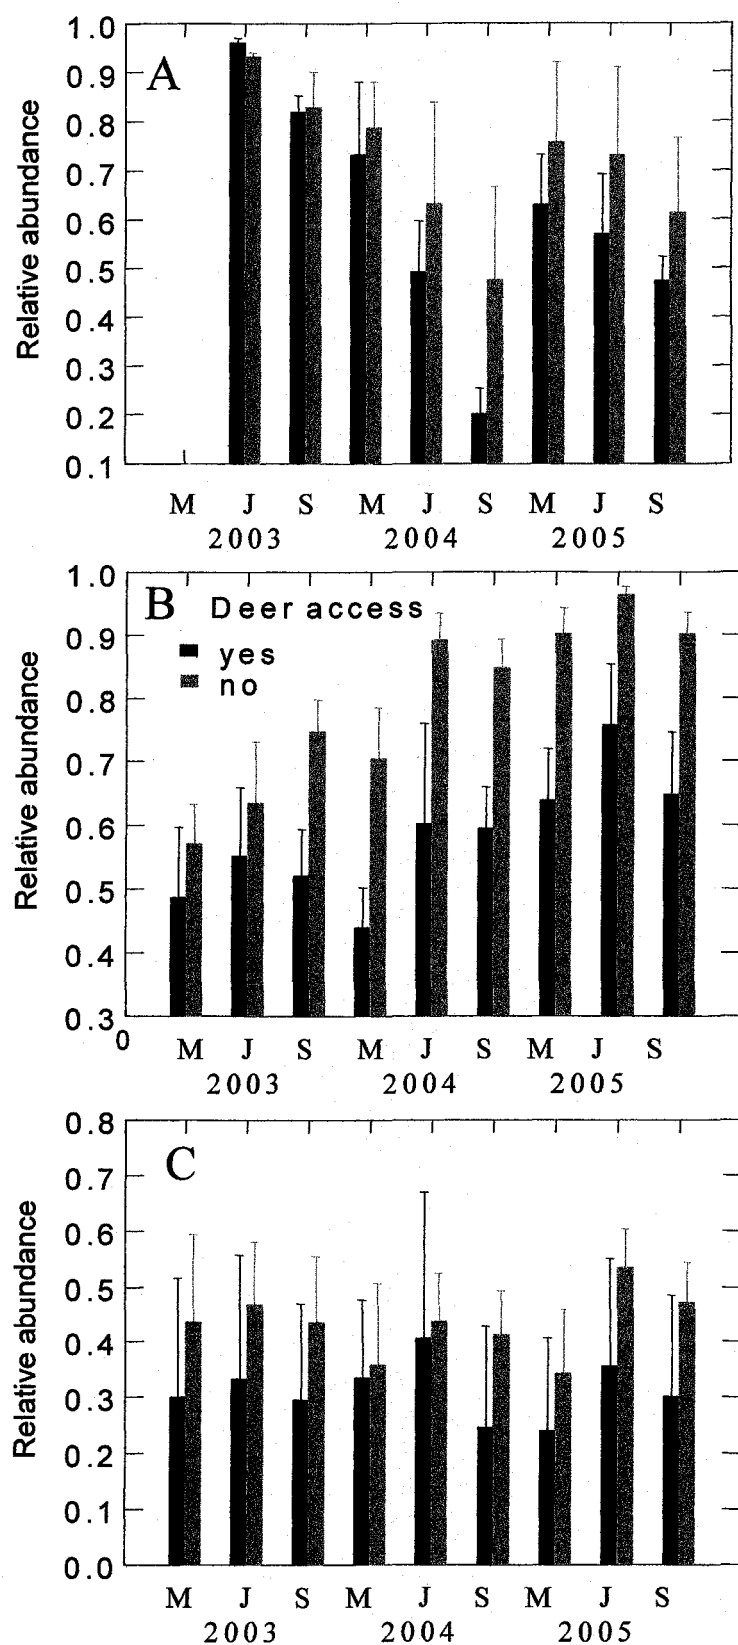 1.0
0.9
0.8
0.7
0.6
0.5
0.4
0.3
0.2
0.1
Relative abundance
A
M J S M J S M J S
2003 2004 2005
1.0
0.9
0.8
0.7
0.6
0.5
0.4
0.3
0
Relative abundance
B Deer access
yes
no
M J S M J S M J S
2003 2004 2005
0.8
0.7
0.6
0.5
0.4
0.3
0.2
0.1
0.0
Relative abundance
C
M J S M J S M J S
2003 2004 2005